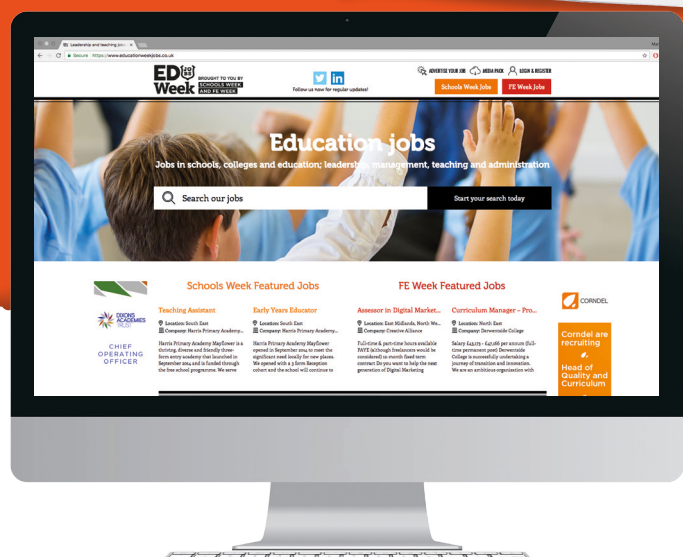 Leadership and teaching jobs
Secure https://www.educationweekjobs.co.uk
ED JOBS
Week
BROUGHT TO YOU BY
SCHOOLS WEEK
AND FE WEEK
Follow us now for regular updates!
ADVERTISE YOUR JOB MEDIA PACK LOGIN & REGISTER
Schools Week Jobs FE Week Jobs
Education jobs
Jobs in schools, colleges and education; leadership, management, teaching and administration
Search our jobs
Start your search today
Schools Week Featured Jobs
Teaching Assistant
Location: South East
Company: Harris Primary Academy...
Harris Primary Academy Mayflower is a
thriving, diverse and friendly three-
form entry academy that launched in
September 2014 and is funded through
the free school programme. We serve
Early Years Educator
Location: South East
Company: Harris Primary Academy...
Harris Primary Academy Mayflower
opened in September 2014 to meet the
significant need locally for new places.
We opened with a 3 form Reception
cohort and the school will continue to
FE Week Featured Jobs
Assessor in Digital Market...
Location: East Midlands, North We...
Company: Creative Alliance
Full-time & part-time hours available
PAYE (although freelancers would be
considered) 12-month fixed term
contract Do you want to help the next
generation of Digital Marketing
Curriculum Manager – Pro...
Location: North East
Company: Derwentside College
Salary £43,173 - £47,166 per annum (full-
time permanent post) Derwentside
College is successfully undertaking a
journey of transition and innovation.
We are an ambitious organisation with
DIXONS
ACADEMIES
TRUST
CHIEF
OPERATING
OFFICER
CORNDEL
Corndel are
recruiting
Head of
Quality and
Curriculum